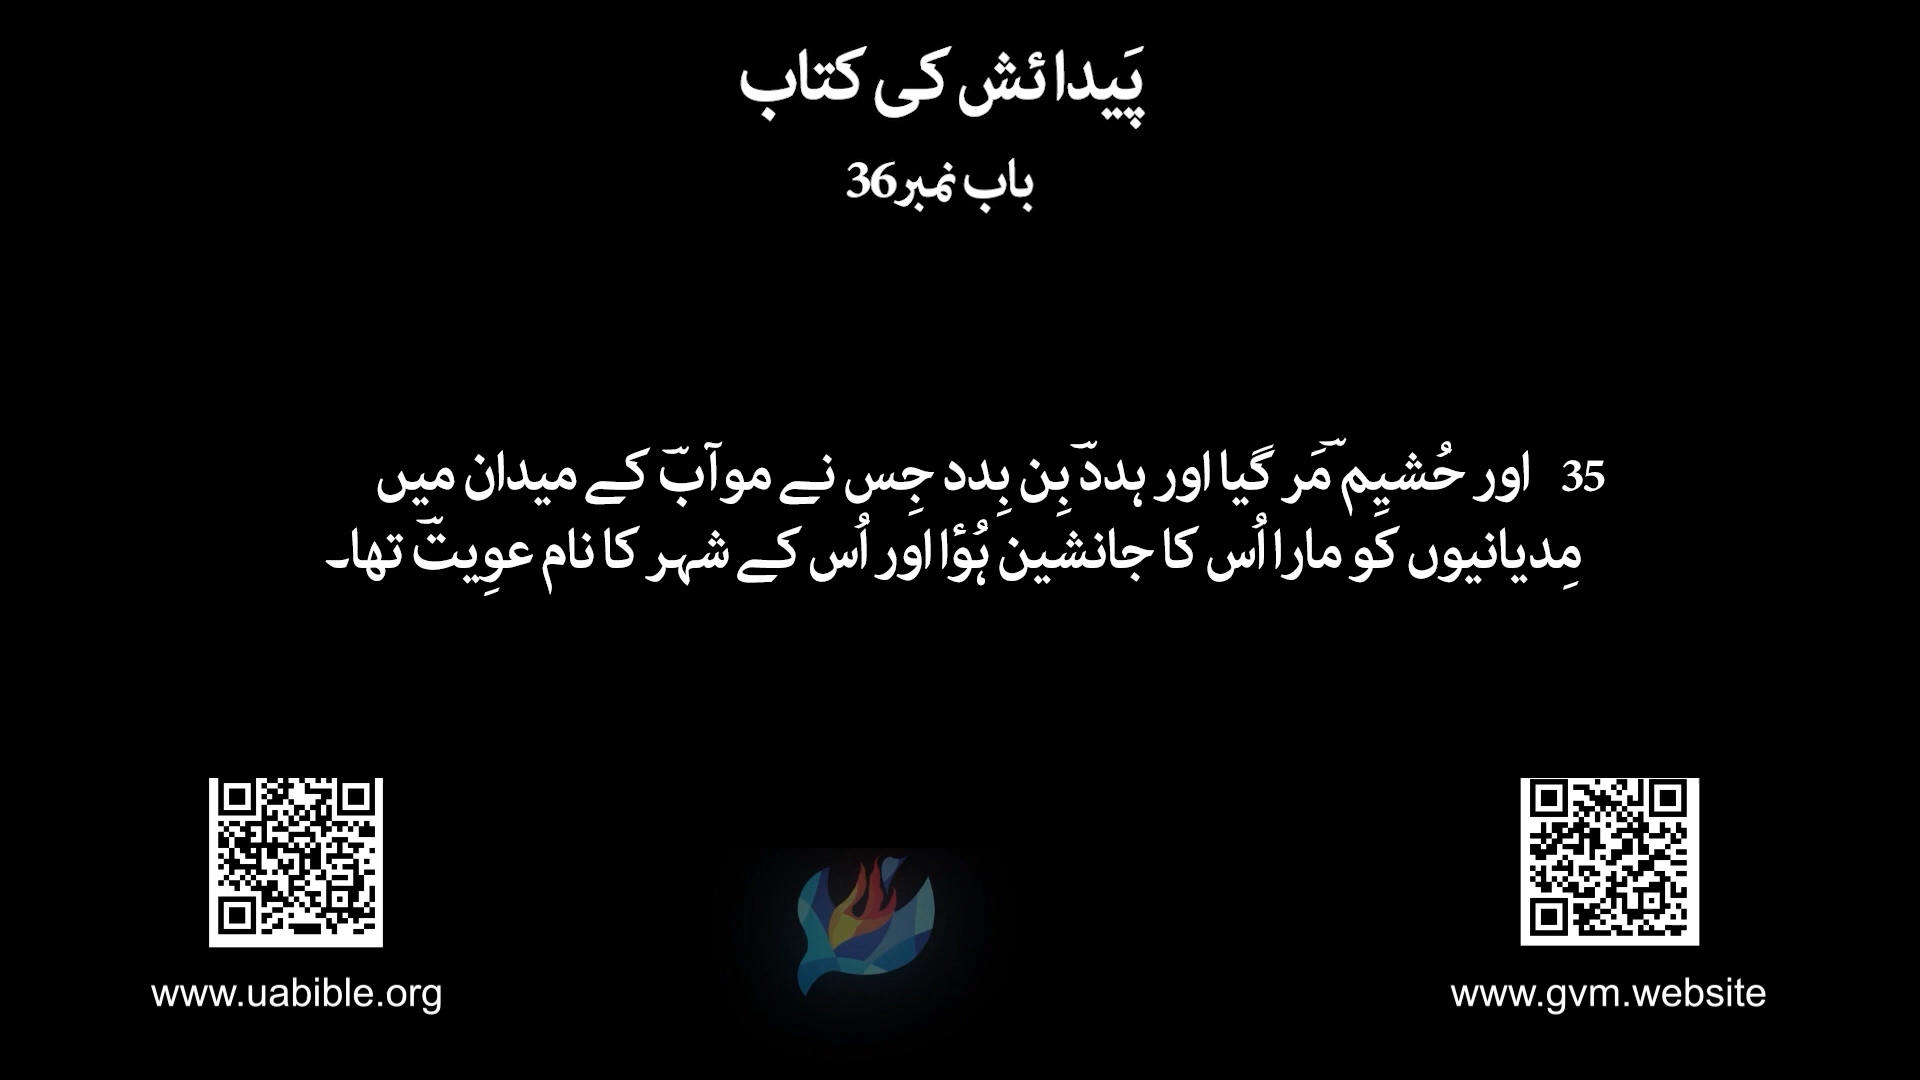 پَیدائش کی کتاب
باب نمبر36
35 اور حُشیِم ؔمَر گیا اور ہددؔ بِن بِدد جِس نے موآبؔ کے میدان میں
مِدیانیوں کو مارا اُس کا جانشین ہُؤا اور اُس کے شہر کا نام عوِیتؔ تھا۔
www.uabible.org
www.gvm.website